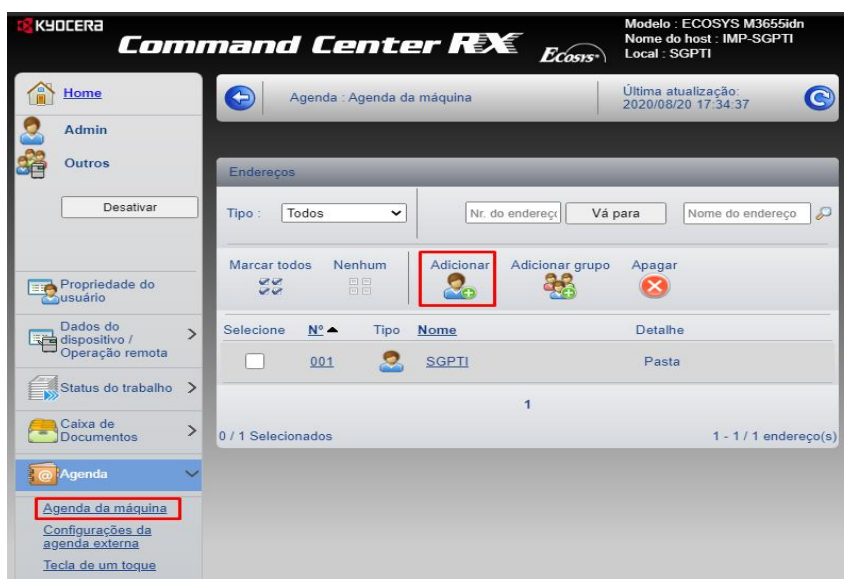 KYOCERA
Command Center RX
Ecosys
Modelo : ECOSYS M3655idn
Nome do host : IMP-SGPTI
Local : SGPTI
Home
Admin
Outros
Desativar
Propriedade do
usuário
Dados do
dispositivo /
Operação remota
Status do trabalho
Caixa de
Documentos
Agenda
Agenda da máquina
Configurações da
agenda externa
Tecla de um toque
Agenda : Agenda da máquina
Última atualização:
2020/08/20 17:34:37
Endereços
Tipo : Todos Nr. do endereç Vá para Nome do endereço
Marcar todos Nenhum Adicionar Adicionar grupo Apagar
Selecione Nº Tipo Nome Detalhe
001 SGPTI Pasta
1
0 / 1 Selecionados 1 - 1 / 1 endereço(s)